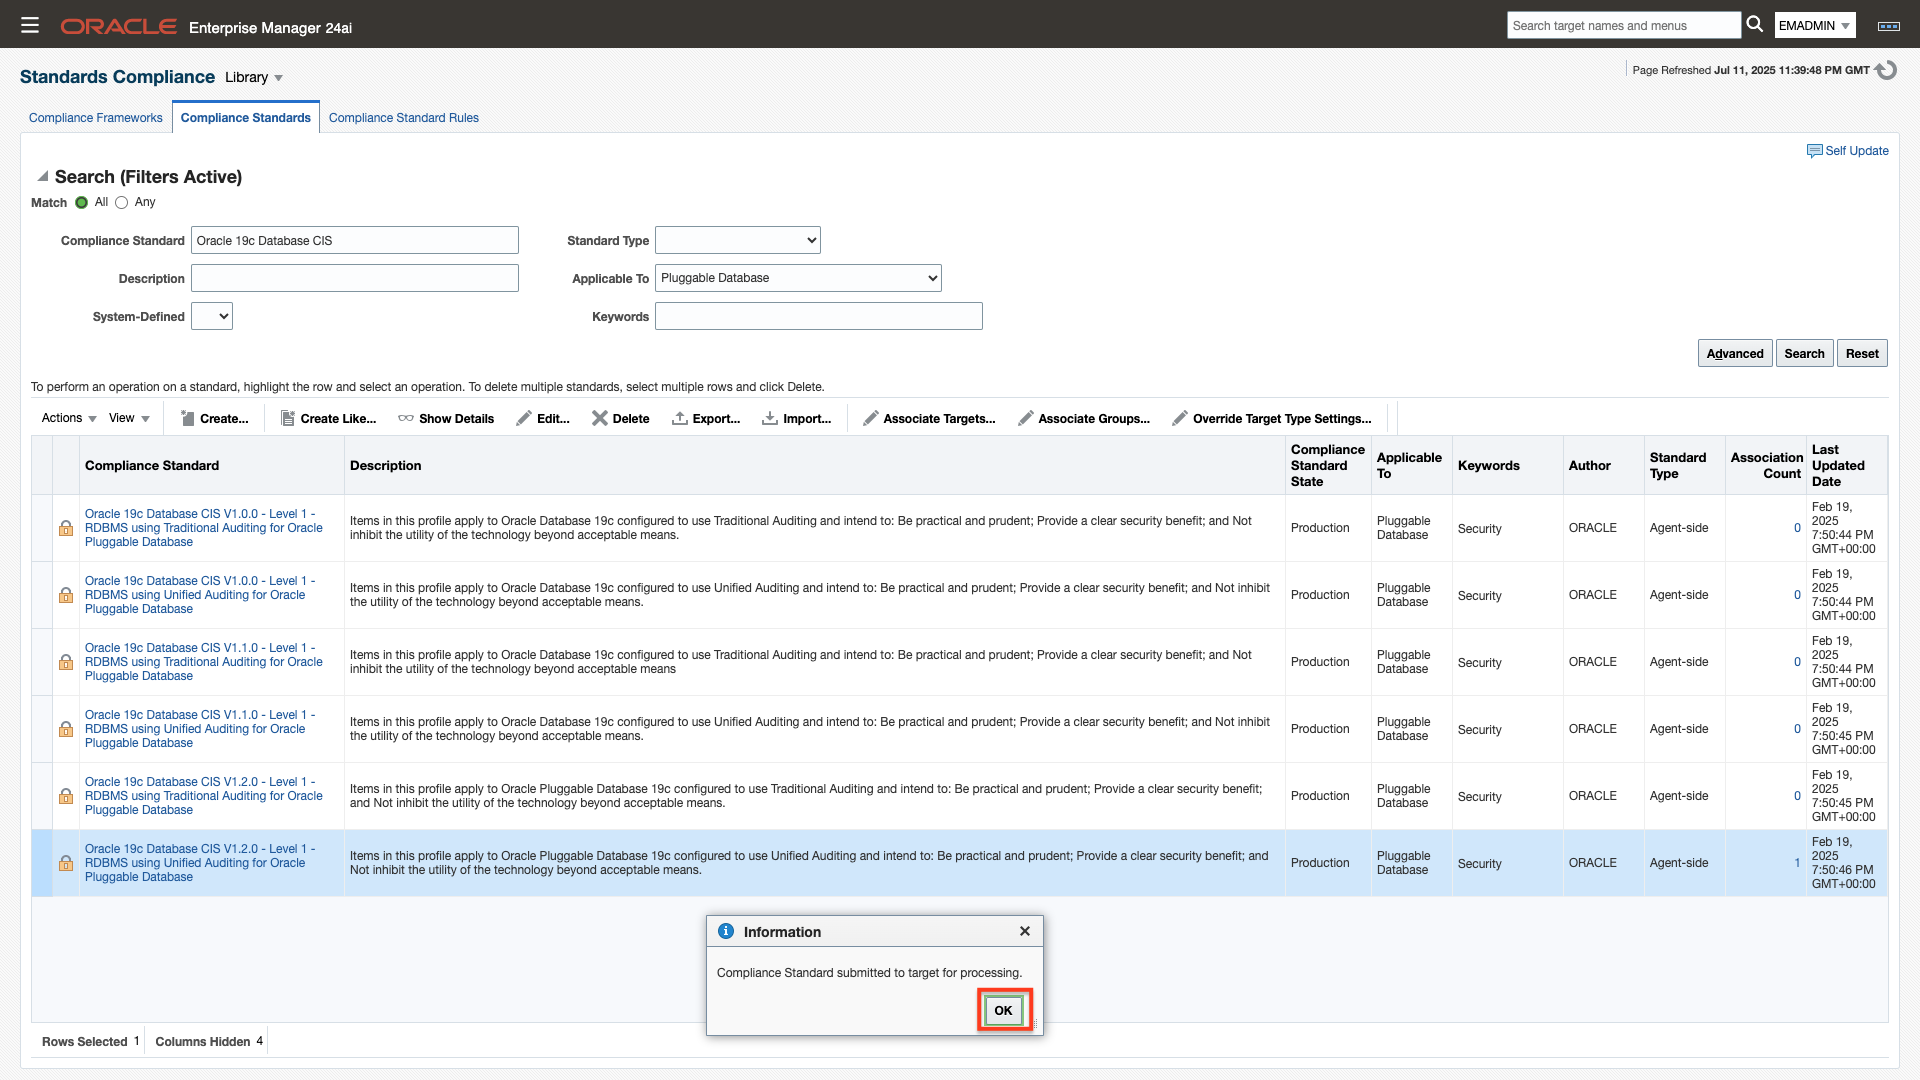 ORACLE Enterprise Manager 24ai
Search target names and menus
EMADMIN
Standards Compliance Library
Page Refreshed Jul 11, 2025 11:39:48 PM GMT
Compliance Frameworks Compliance Standards Compliance Standard Rules
Self Update
Search (Filters Active)
Match All Any
Compliance Standard Oracle 19c Database CIS
Standard Type
Description
Applicable To Pluggable Database
System-Defined
Keywords
Advanced Search Reset
To perform an operation on a standard, highlight the row and select an operation. To delete multiple standards, select multiple rows and click Delete.
Actions View Create... Create Like... Show Details Edit... Delete Export... Import... Associate Targets... Associate Groups... Override Target Type Settings...
Compliance Standard
Description
Compliance
Standard
State
Applicable
To
Keywords
Author
Standard
Type
Association
Count
Last
Updated
Date
Oracle 19c Database CIS V1.0.0 - Level 1 -
RDBMS using Traditional Auditing for Oracle
Pluggable Database
Items in this profile apply to Oracle Database 19c configured to use Traditional Auditing and intend to: Be practical and prudent; Provide a clear security benefit; and Not
inhibit the utility of the technology beyond acceptable means.
Production
Pluggable
Database
Security
ORACLE
Agent-side
0
Feb 19,
2025
7:50:44 PM
GMT+00:00
Oracle 19c Database CIS V1.0.0 - Level 1 -
RDBMS using Unified Auditing for Oracle
Pluggable Database
Items in this profile apply to Oracle Database 19c configured to use Unified Auditing and intend to: Be practical and prudent; Provide a clear security benefit; and Not inhibit
the utility of the technology beyond acceptable means.
Production
Pluggable
Database
Security
ORACLE
Agent-side
0
Feb 19,
2025
7:50:44 PM
GMT+00:00
Oracle 19c Database CIS V1.1.0 - Level 1 -
RDBMS using Traditional Auditing for Oracle
Pluggable Database
Items in this profile apply to Oracle Database 19c configured to use Traditional Auditing and intend to: Be practical and prudent; Provide a clear security benefit; and Not
inhibit the utility of the technology beyond acceptable means
Production
Pluggable
Database
Security
ORACLE
Agent-side
0
Feb 19,
2025
7:50:44 PM
GMT+00:00
Oracle 19c Database CIS V1.1.0 - Level 1 -
RDBMS using Unified Auditing for Oracle
Pluggable Database
Items in this profile apply to Oracle Database 19c configured to use Unified Auditing and intend to: Be practical and prudent; Provide a clear security benefit; and Not inhibit
the utility of the technology beyond acceptable means.
Production
Pluggable
Database
Security
ORACLE
Agent-side
0
Feb 19,
2025
7:50:45 PM
GMT+00:00
Oracle 19c Database CIS V1.2.0 - Level 1 -
RDBMS using Traditional Auditing for Oracle
Pluggable Database
Items in this profile apply to Oracle Pluggable Database 19c configured to use Traditional Auditing and intend to: Be practical and prudent; Provide a clear security benefit;
and Not inhibit the utility of the technology beyond acceptable means.
Production
Pluggable
Database
Security
ORACLE
Agent-side
0
Feb 19,
2025
7:50:45 PM
GMT+00:00
Oracle 19c Database CIS V1.2.0 - Level 1 -
RDBMS using Unified Auditing for Oracle
Pluggable Database
Items in this profile apply to Oracle Pluggable Database 19c configured to use Unified Auditing and intend to: Be practical and prudent; Provide a clear security benefit; and
Not inhibit the utility of the technology beyond acceptable means.
Production
Pluggable
Database
Security
ORACLE
Agent-side
1
Feb 19,
2025
7:50:46 PM
GMT+00:00
Information
Compliance Standard submitted to target for processing.
OK
Rows Selected 1 Columns Hidden 4